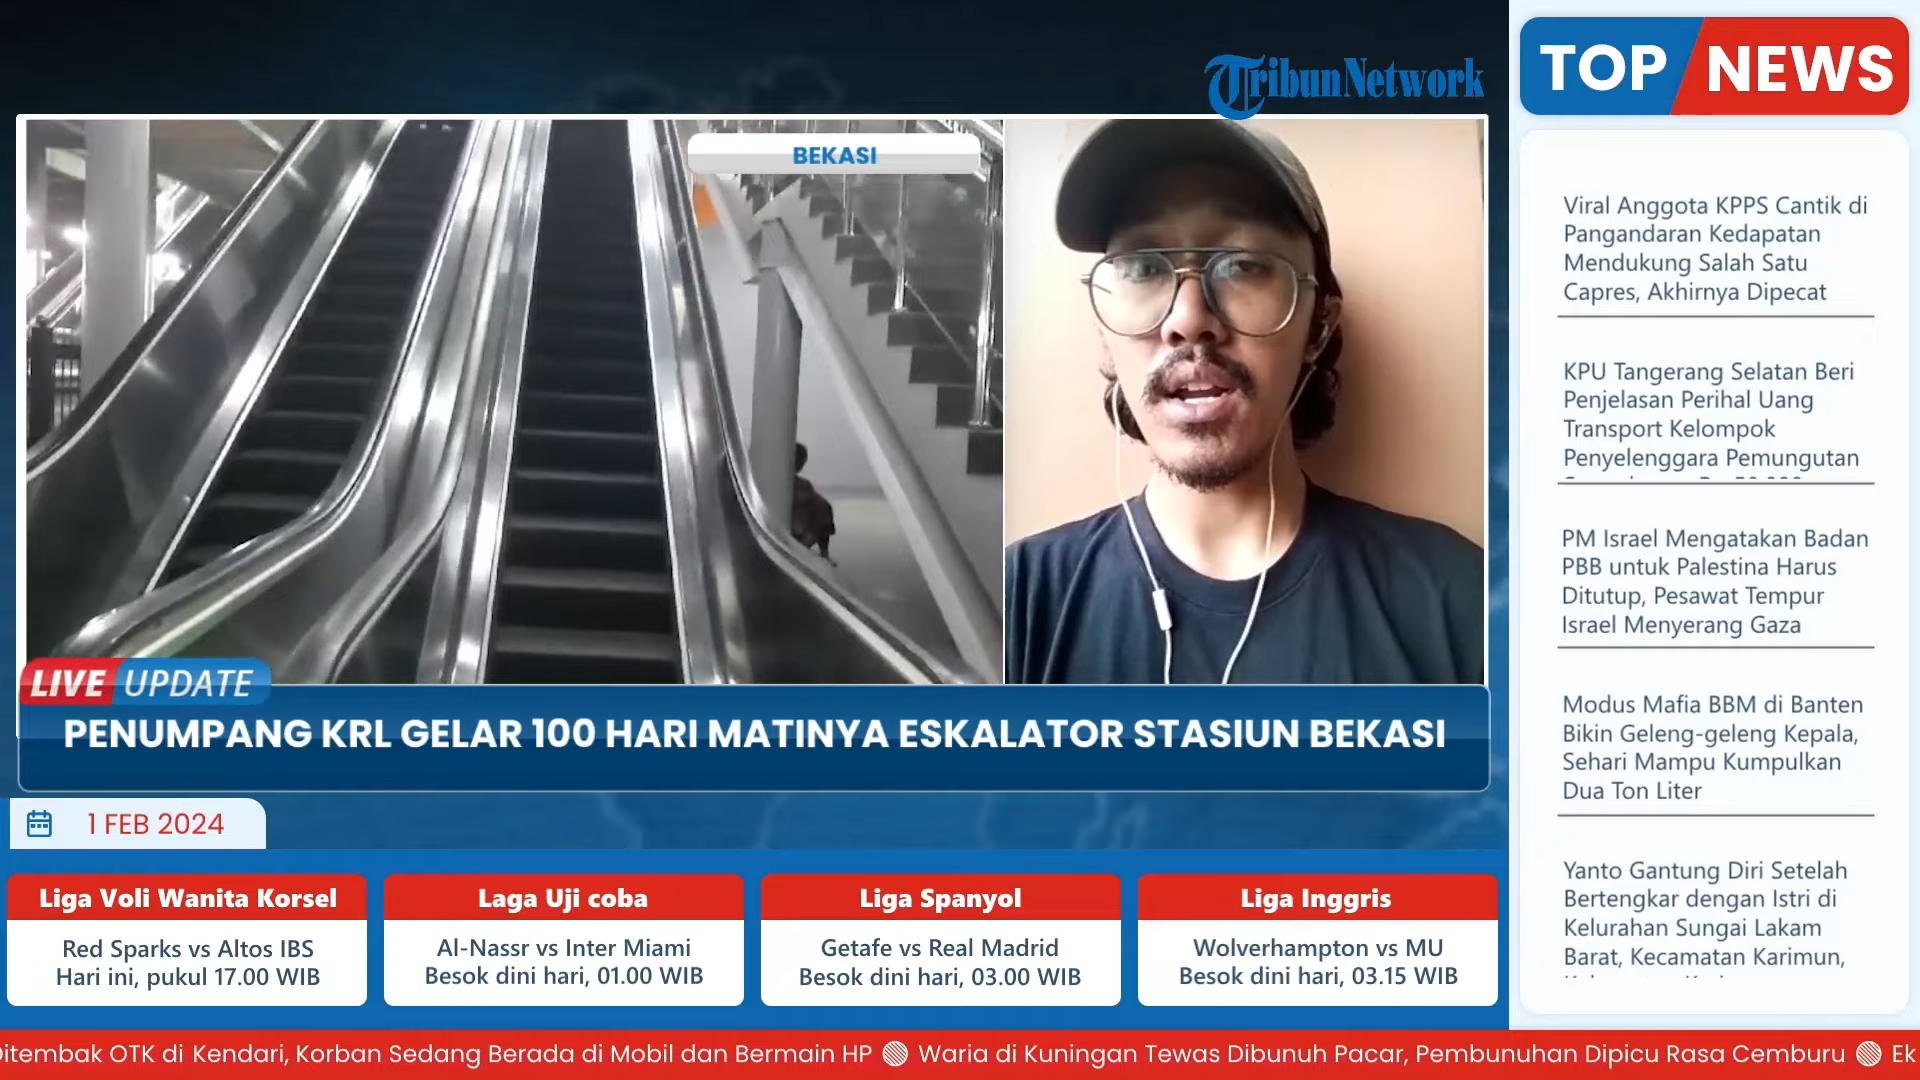 TribunNetwork
TOP NEWS
BEKASI
LIVE UPDATE
PENUMPANG KRL GELAR 100 HARI MATINYA ESKALATOR STASIUN BEKASI
1 FEB 2024
Liga Voli Wanita Korsel
Red Sparks vs Altos IBS
Hari ini, pukul 17.00 WIB
Laga Uji coba
Al-Nassr vs Inter Miami
Besok dini hari, 01.00 WIB
Liga Spanyol
Getafe vs Real Madrid
Besok dini hari, 03.00 WIB
Liga Inggris
Wolverhampton vs MU
Besok dini hari, 03.15 WIB
Viral Anggota KPPS Cantik di
Pangandaran Kedapatan
Mendukung Salah Satu
Capres, Akhirnya Dipecat
KPU Tangerang Selatan Beri
Penjelasan Perihal Uang
Transport Kelompok
Penyelenggara Pemungutan
PM Israel Mengatakan Badan
PBB untuk Palestina Harus
Ditutup, Pesawat Tempur
Israel Menyerang Gaza
Modus Mafia BBM di Banten
Bikin Geleng-geleng Kepala,
Sehari Mampu Kumpulkan
Dua Ton Liter
Yanto Gantung Diri Setelah
Bertengkar dengan Istri di
Kelurahan Sungai Lakam
Barat, Kecamatan Karimun,
Ditembak OTK di Kendari, Korban Sedang Berada di Mobil dan Bermain HP Waria di Kuningan Tewas Dibunuh Pacar, Pembunuhan Dipicu Rasa Cemburu Ek